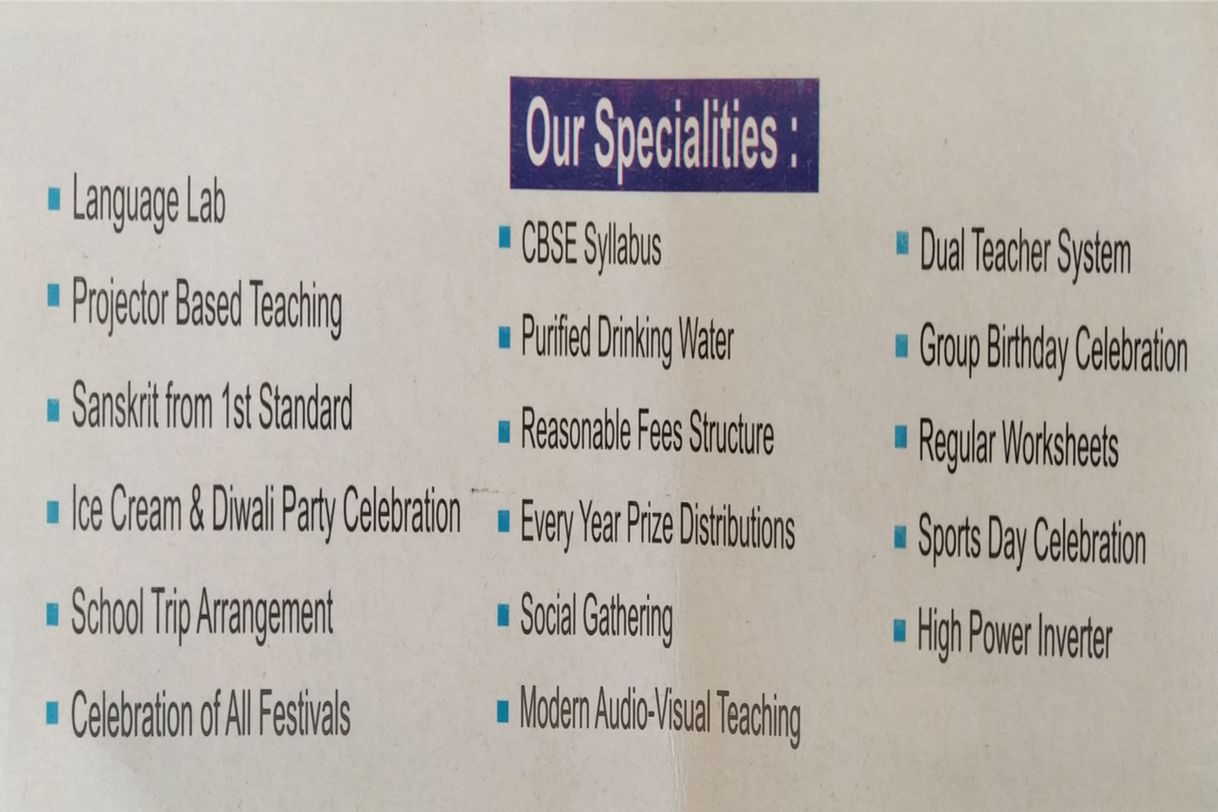 Our Specialities :
Language Lab
Projector Based Teaching
Sanskrit from 1st Standard
Ice Cream & Diwali Party Celebration
School Trip Arrangement
Celebration of All Festivals
CBSE Syllabus
Purified Drinking Water
Reasonable Fees Structure
Every Year Prize Distributions
Social Gathering
Modern Audio-Visual Teaching
Dual Teacher System
Group Birthday Celebration
Regular Worksheets
Sports Day Celebration
High Power Inverter